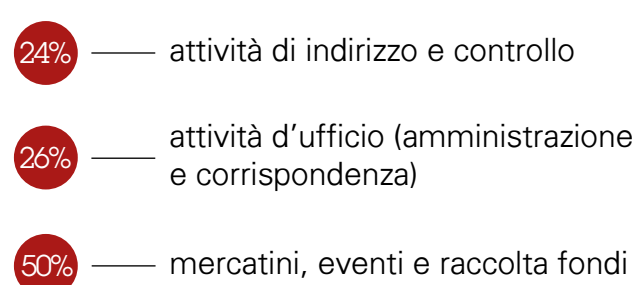 24% attività di indirizzo e controllo
26% attività d’ufficio (amministrazione
e corrispondenza)
50% mercatini, eventi e raccolta fondi